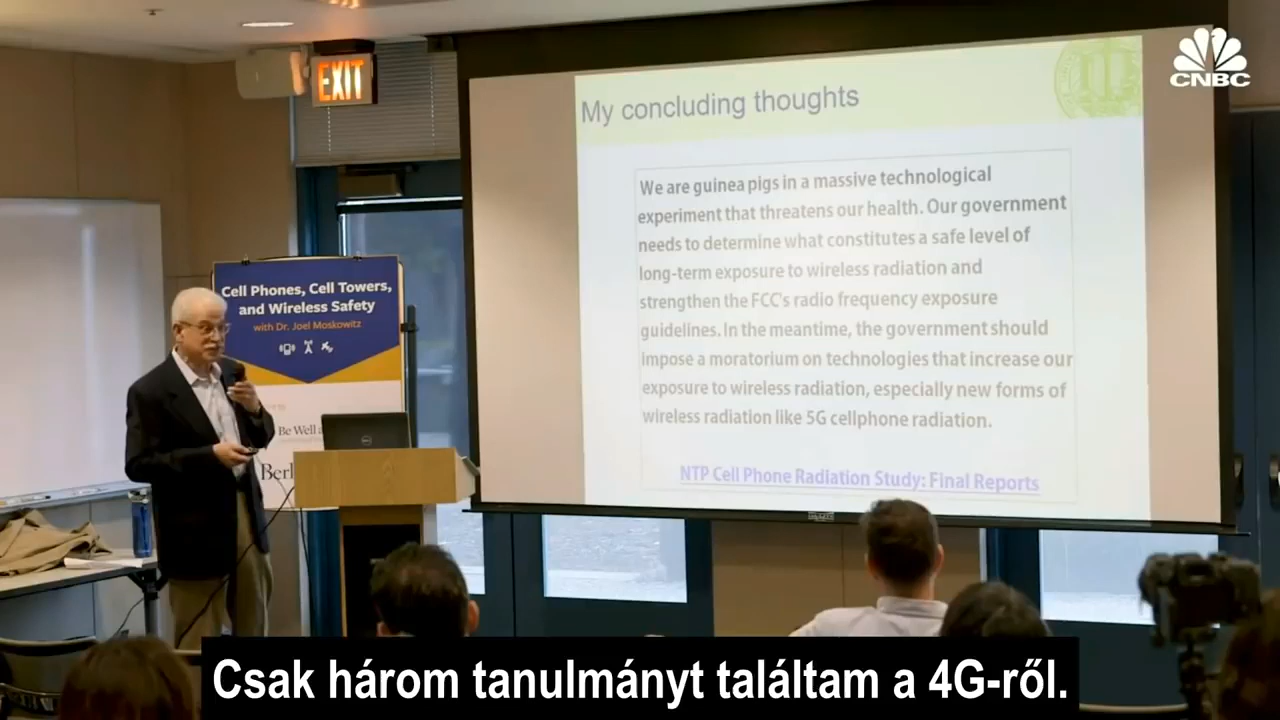 CNBC
EXIT
My concluding thoughts
We are guinea pigs in a massive technological
experiment that threatens our health. Our government
needs to determine what constitutes a safe level of
long-term exposure to wireless radiation and
strengthen the FCC's radio frequency exposure
guidelines. In the meantime, the government should
impose a moratorium on technologies that increase our
exposure to wireless radiation, especially new forms of
wireless radiation like 5G cellphone radiation.
NTP Cell Phone Radiation Study: Final Reports
Cell Phones, Cell Towers,
and Wireless Safety
with Dr. Joel Moskowitz
Be Well
Csak három tanulmányt találtam a 4G-ről.